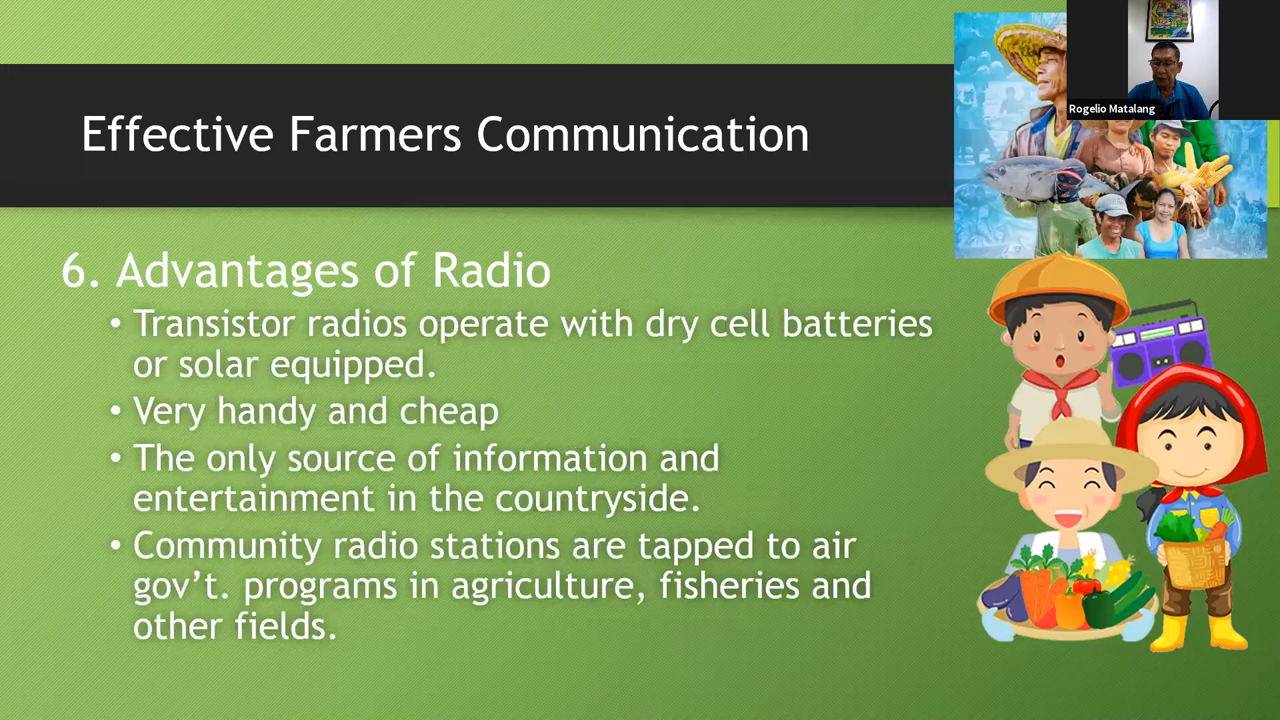 Effective Farmers Communication
Rogelio Matalang
6. Advantages of Radio
• Transistor radios operate with dry cell batteries
or solar equipped.
• Very handy and cheap
• The only source of information and
entertainment in the countryside.
• Community radio stations are tapped to air
gov’t. programs in agriculture, fisheries and
other fields.